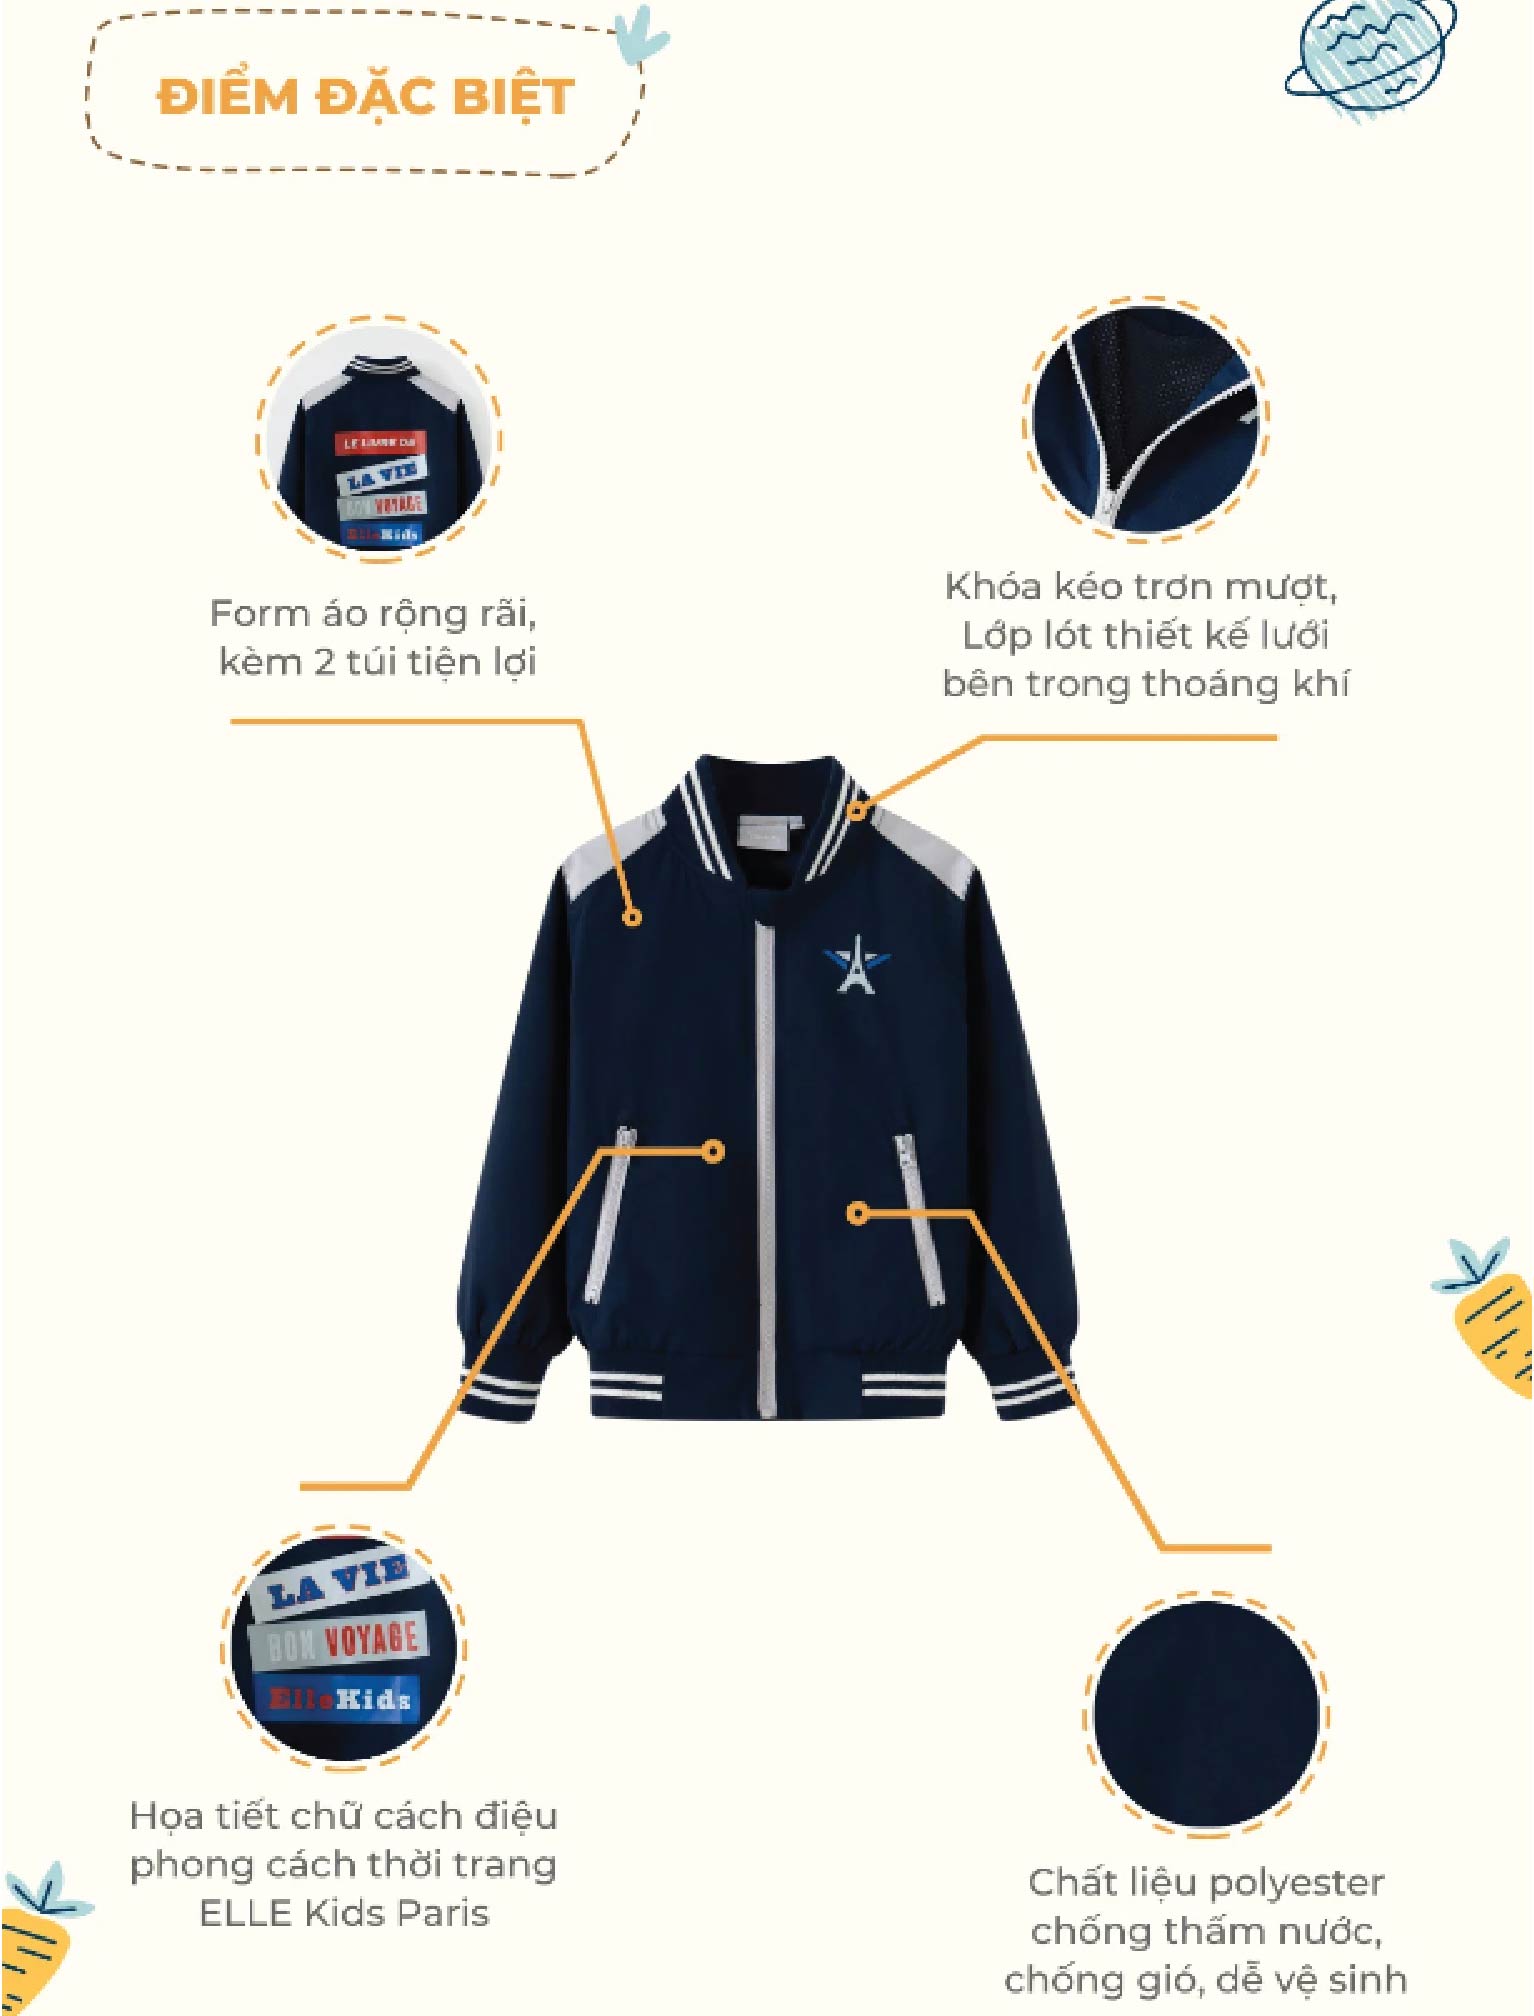 ĐIỂM ĐẶC BIỆT
LA VIE
VOYAGE
ElleKids
Form áo rộng rãi,
kèm 2 túi tiện lợi
Khóa kéo trơn mượt,
Lớp lót thiết kế lưới
bên trong thoáng khí
LA VIE
BON VOYAGE
ElleKids
Họa tiết chữ cách điệu
phong cách thời trang
ELLE Kids Paris
Chất liệu polyester
chống thấm nước,
chống gió, dễ vệ sinh